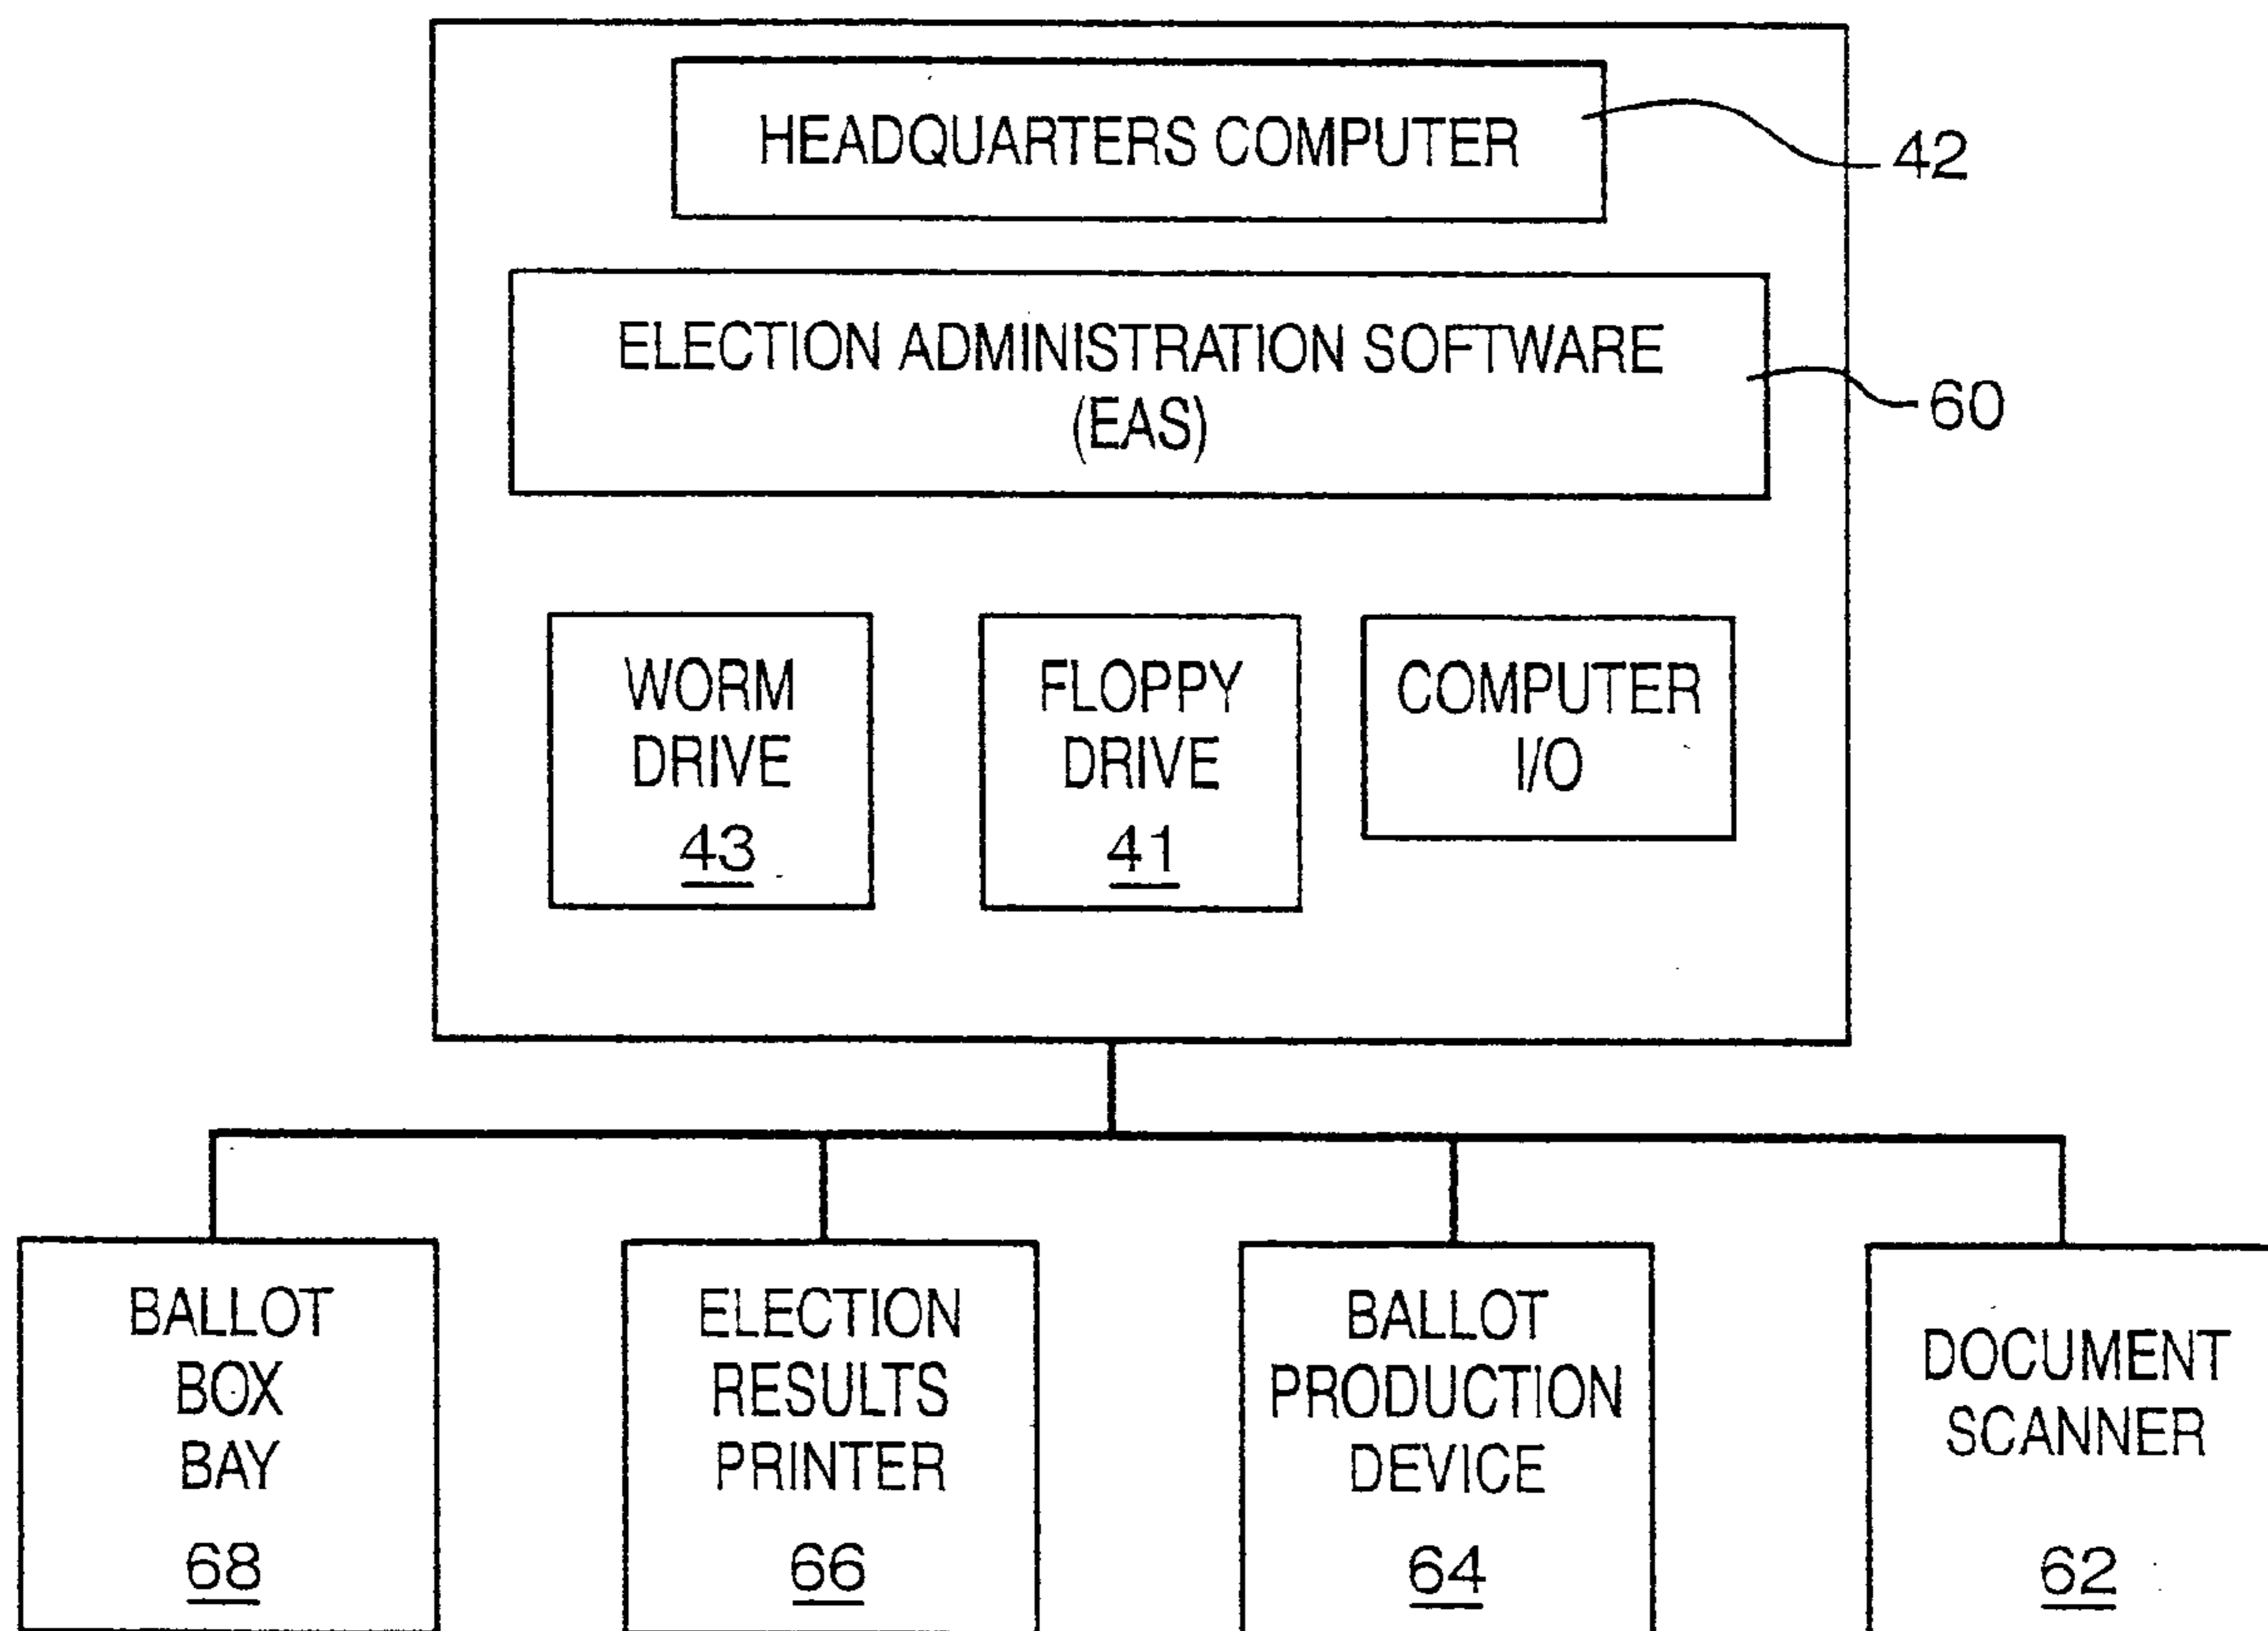 HEADQUARTERS COMPUTER
42
ELECTION ADMINISTRATION SOFTWARE
(EAS)
60
WORM
DRIVE
43
FLOPPY
DRIVE
41
COMPUTER
I/O
BALLOT
BOX
BAY
68
ELECTION
RESULTS
PRINTER
66
BALLOT
PRODUCTION
DEVICE
64
DOCUMENT
SCANNER
62